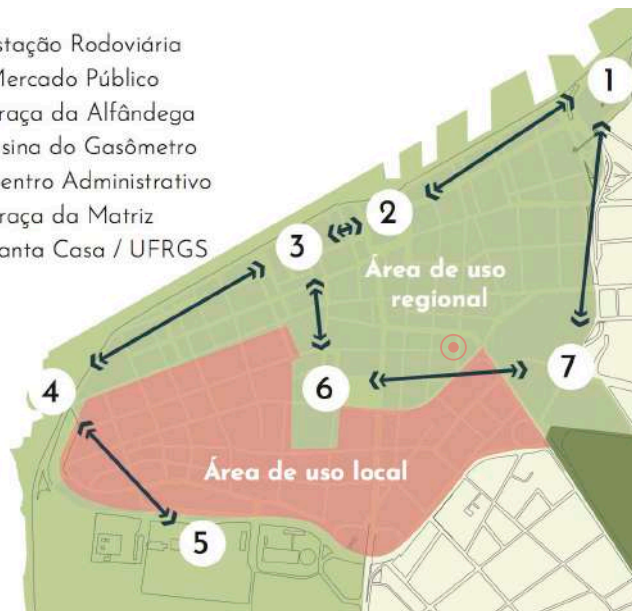 stação Rodoviária
Mercado Público
raça da Alfândega
sina do Gasômetro
entro Administrativo
raça da Matriz
anta Casa / UFRGS
1
2
3
Área de uso
regional
7
4
6
Área de uso local
5